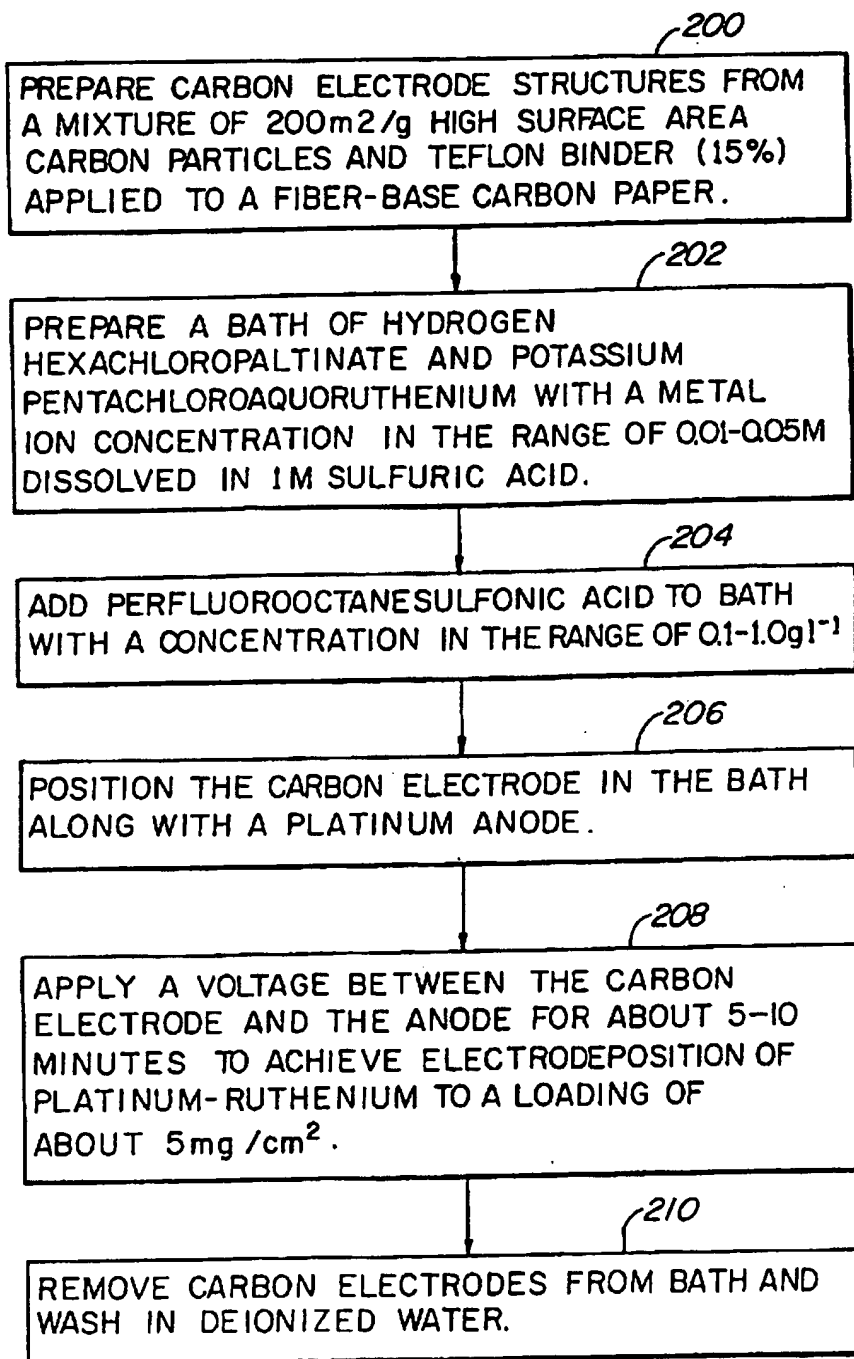 200
PREPARE CARBON ELECTRODE STRUCTURES FROM
A MIXTURE OF 200m2/g HIGH SURFACE AREA
CARBON PARTICLES AND TEFLON BINDER (15%)
APPLIED TO A FIBER-BASE CARBON PAPER.
202
PREPARE A BATH OF HYDROGEN
HEXACHLOROPALTINATE AND POTASSIUM
PENTACHLOROAQUORUTHENIUM WITH A METAL
ION CONCENTRATION IN THE RANGE OF 0.01-0.05M
DISSOLVED IN 1M SULFURIC ACID.
204
ADD PERFLUOROOCTANESULFONIC ACID TO BATH
WITH A CONCENTRATION IN THE RANGE OF 0.1-1.0gl⁻¹
206
POSITION THE CARBON ELECTRODE IN THE BATH
ALONG WITH A PLATINUM ANODE.
208
APPLY A VOLTAGE BETWEEN THE CARBON
ELECTRODE AND THE ANODE FOR ABOUT 5-10
MINUTES TO ACHIEVE ELECTRODEPOSITION OF
PLATINUM-RUTHENIUM TO A LOADING OF
ABOUT 5mg/cm².
210
REMOVE CARBON ELECTRODES FROM BATH AND
WASH IN DEIONIZED WATER.